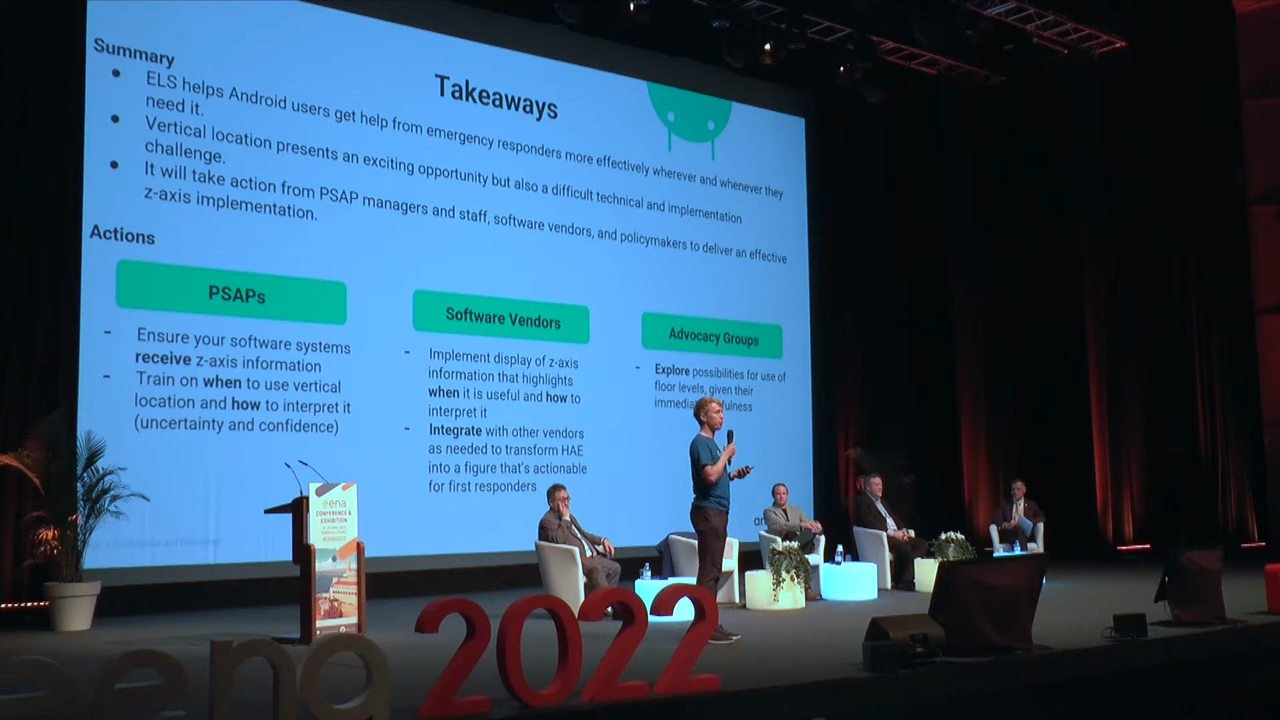 Takeaways
Summary
ELS helps Android users get help from emergency responders more effectively wherever and whenever they
need it.
Vertical location presents an exciting opportunity but also a difficult technical and implementation
challenge.
It will take action from PSAP managers and staff, software vendors, and policymakers to deliver an effective
z-axis implementation.
Actions
PSAPs
- Ensure your software systems
receive z-axis information
- Train on when to use vertical
location and how to interpret it
(uncertainty and confidence)
Software Vendors
- Implement display of z-axis
information that highlights
when it is useful and how to
interpret it
- Integrate with other vendors
as needed to transform HAE
into a figure that's actionable
for first responders
Advocacy Groups
- Explore possibilities for use of
floor levels, given their
eena
CONFERENCE &
EXHIBITION
eena 2022